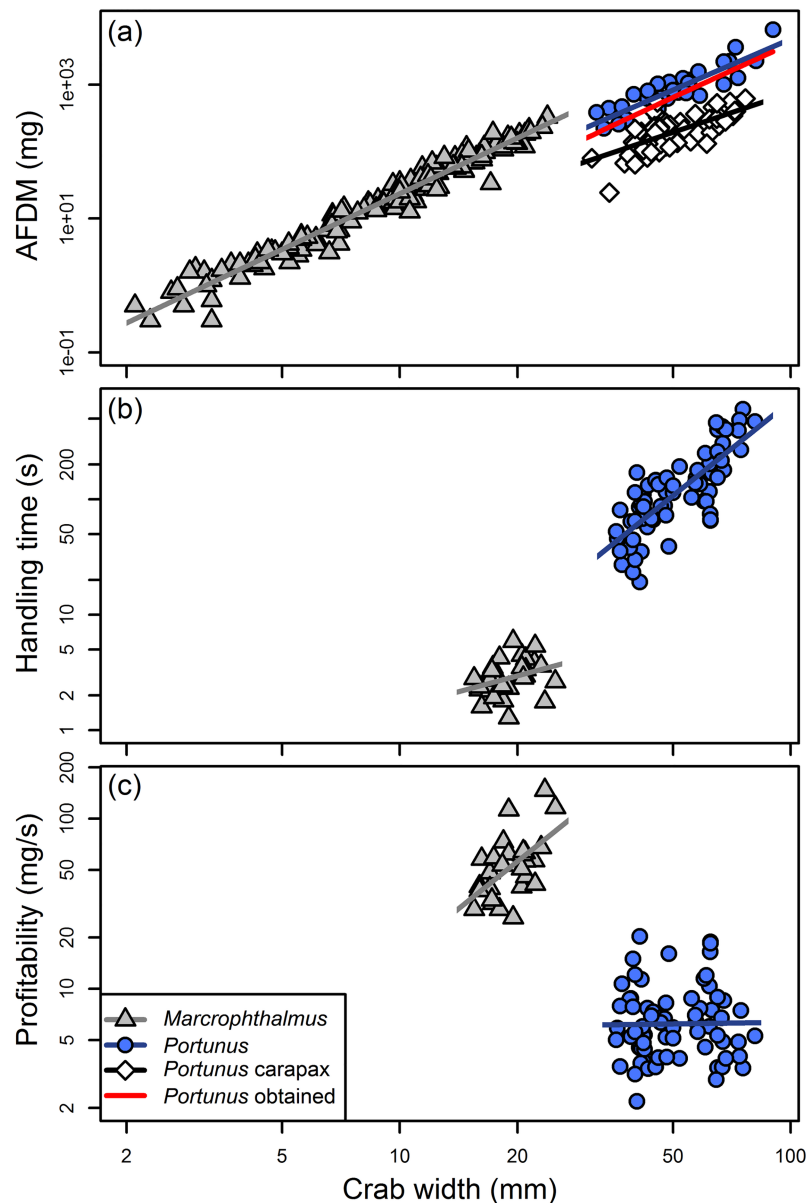 (a)
AFDM (mg)
1e+03
1e+01
1e-01
(b)
Handling time (s)
200
50
10
5
2
1
(c)
Profitability (mg/s)
200
100
50
20
10
5
2
Marcrophthalmus
Portunus
Portunus carapax
Portunus obtained
2 5 10 20 50 100
Crab width (mm)